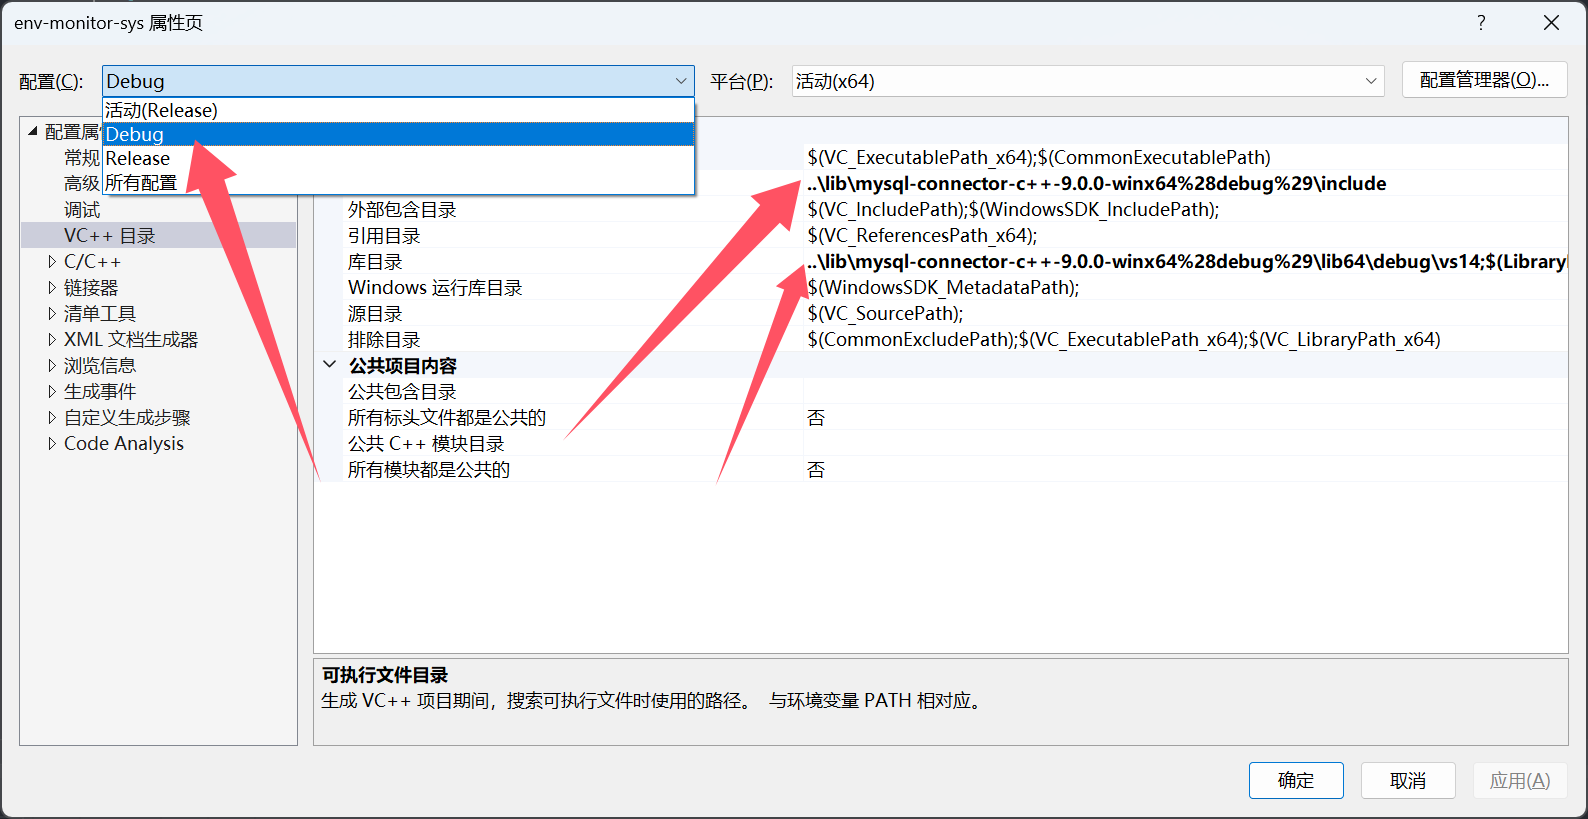 env-monitor-sys 属性页
?
配置(C):
Debug
平台(P):
活动(x64)
配置管理器(O)...
活动(Release)
Debug
Release
所有配置
配置属
常规
高级
调试
VC++ 目录
C/C++
链接器
清单工具
XML 文档生成器
浏览信息
生成事件
自定义生成步骤
Code Analysis
$(VC_ExecutablePath_x64);$(CommonExecutablePath)
..\lib\mysql-connector-c++-9.0.0-winx64%28debug%29\include
外部包含目录
$(VC_IncludePath);$(WindowsSDK_IncludePath);
引用目录
$(VC_ReferencesPath_x64);
库目录
..\lib\mysql-connector-c++-9.0.0-winx64%28debug%29\lib64\debug\vs14;$(Library
Windows 运行库目录
$(WindowsSDK_MetadataPath);
源目录
$(VC_SourcePath);
排除目录
$(CommonExcludePath);$(VC_ExecutablePath_x64);$(VC_LibraryPath_x64)
公共项目内容
公共包含目录
所有标头文件都是公共的
否
公共 C++ 模块目录
所有模块都是公共的
否
可执行文件目录
生成 VC++ 项目期间，搜索可执行文件时使用的路径。 与环境变量 PATH 相对应。
确定
取消
应用(A)